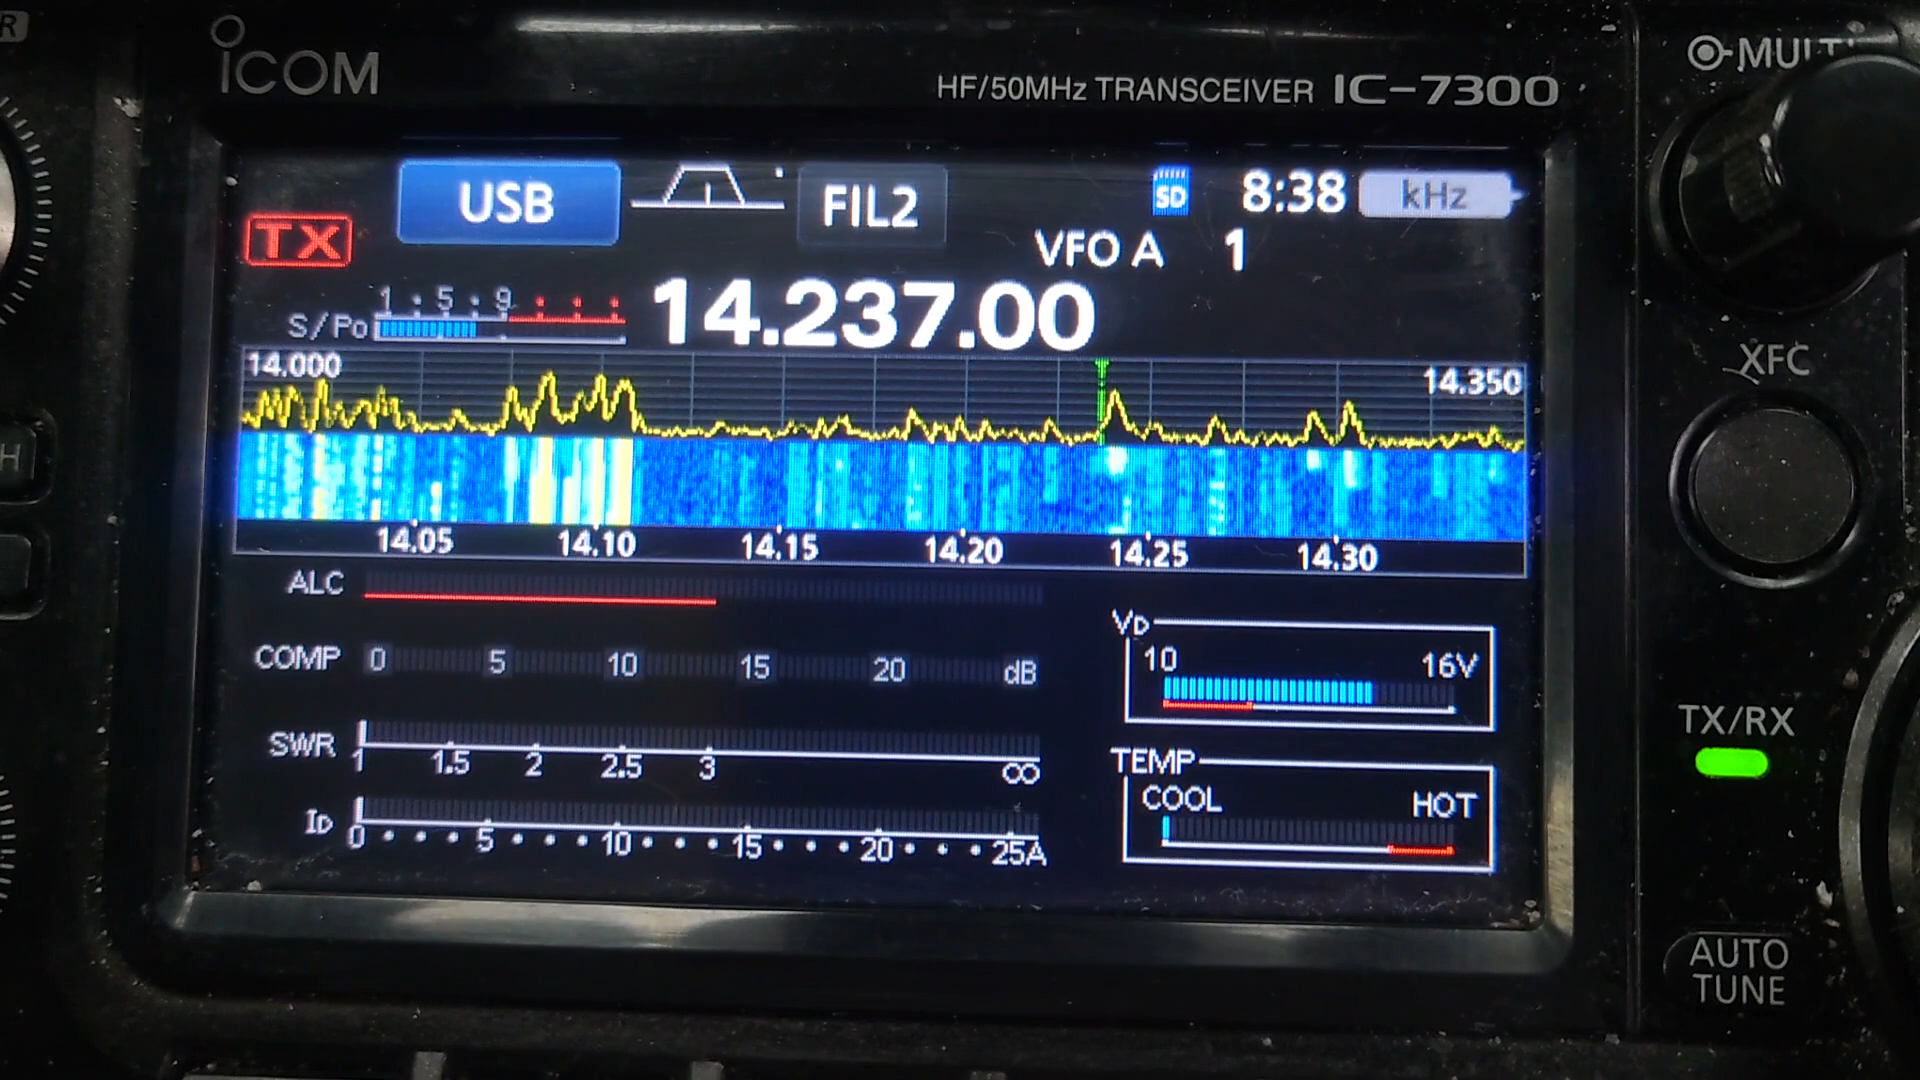 R
ICOM
HF/50MHz TRANSCEIVER IC-7300
MULTI
USB
FIL2
SD
8:38
kHz
TX
VFO A 1
1 . 5 . 9
S/Po
14.237.00
14.000
14.350
14.05 14.10 14.15 14.20 14.25 14.30
ALC
COMP 0 5 10 15 20 dB
SWR 1 1.5 2 2.5 3 ∞
ID 0 5 10 15 20 25A
VD
10 16V
TEMP
COOL HOT
XFC
H
TX/RX
AUTO
TUNE